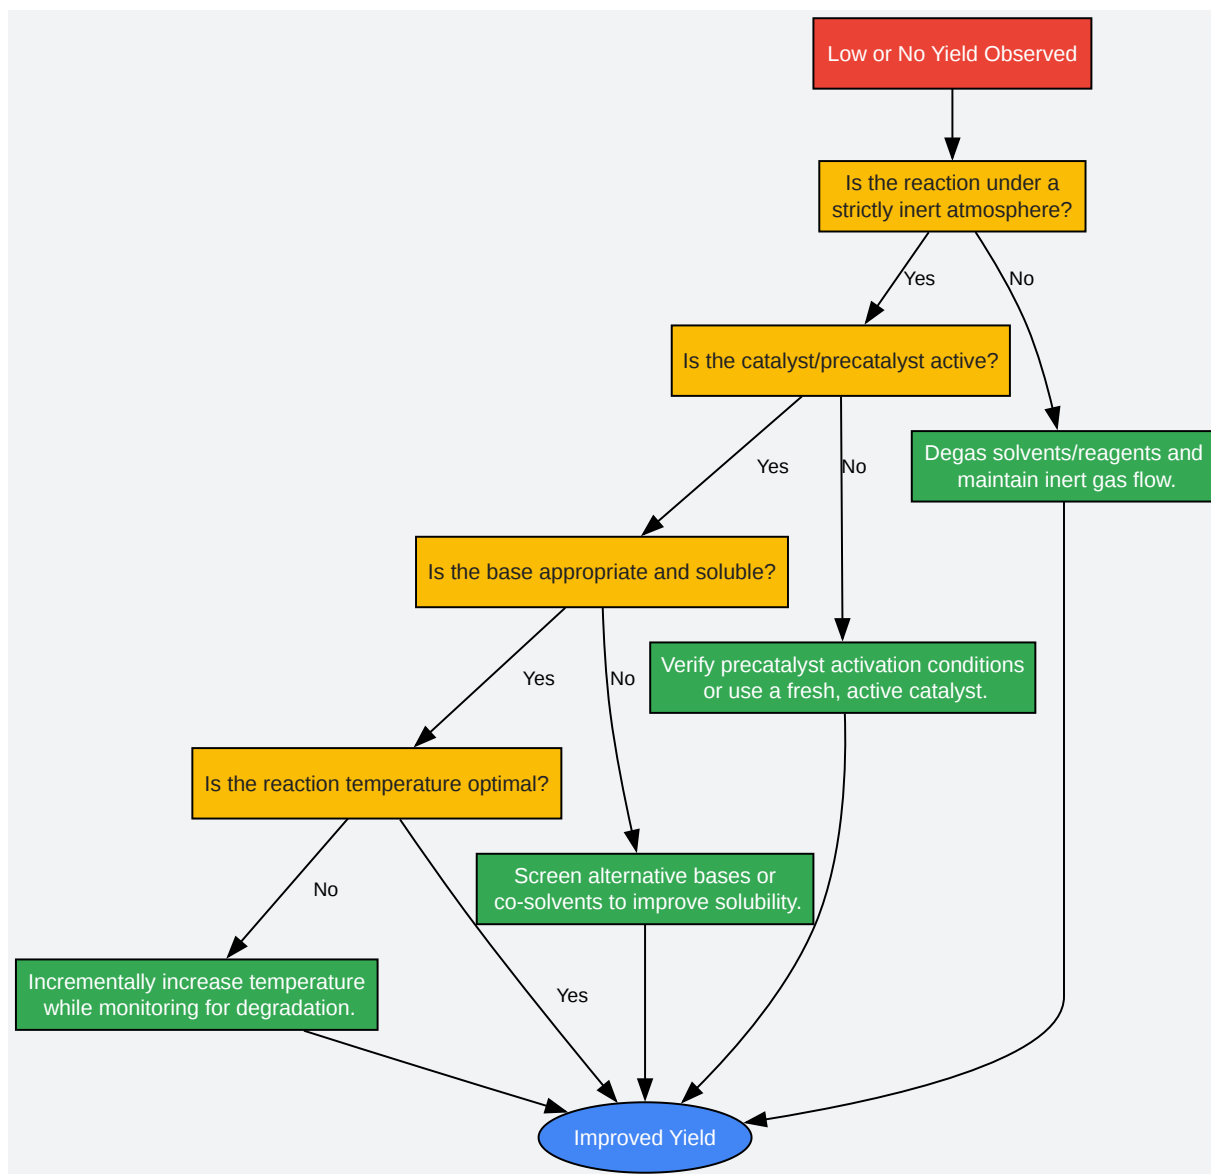 Low or No Yield Observed
Is the reaction under a
strictly inert atmosphere?
Yes
No
Is the catalyst/precatalyst active?
Degas solvents/reagents and
maintain inert gas flow.
Yes
No
Is the base appropriate and soluble?
Verify precatalyst activation conditions
or use a fresh, active catalyst.
Yes
No
Is the reaction temperature optimal?
Screen alternative bases or
co-solvents to improve solubility.
No
Incrementally increase temperature
while monitoring for degradation.
Yes
Improved Yield